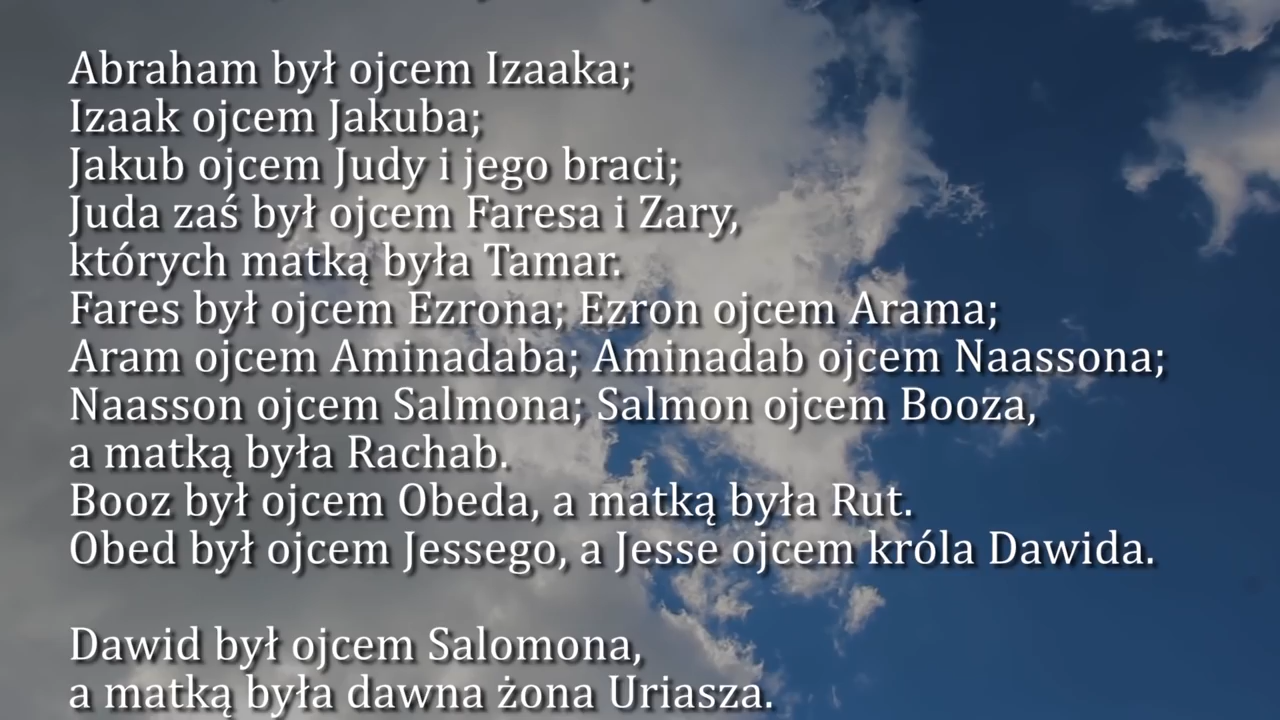 Abraham był ojcem Izaaka;
Izaak ojcem Jakuba;
Jakub ojcem Judy i jego braci;
Juda zaś był ojcem Faresa i Zary,
których matką była Tamar.
Fares był ojcem Ezrona; Ezron ojcem Arama;
Aram ojcem Aminadaba; Aminadab ojcem Naassona;
Naasson ojcem Salmona; Salmon ojcem Booza,
a matką była Rachab.
Booz był ojcem Obeda, a matką była Rut.
Obed był ojcem Jessego, a Jesse ojcem króla Dawida.
Dawid był ojcem Salomona,
a matką była dawna żona Uriasza.